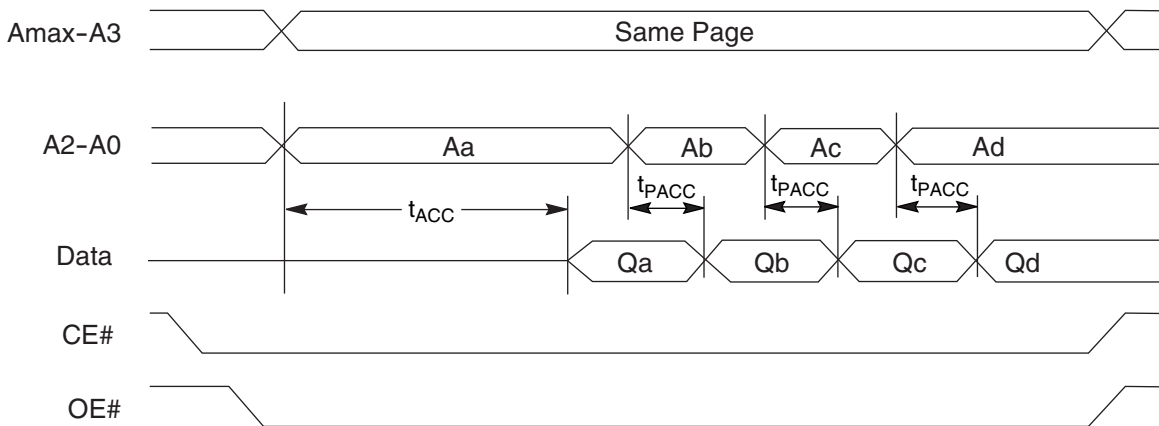 Amax-A3 Same Page
A2-A0 Aa Ab Ac Ad
tACC tPACC tPACC tPACC
Data Qa Qb Qc Qd
CE#
OE#